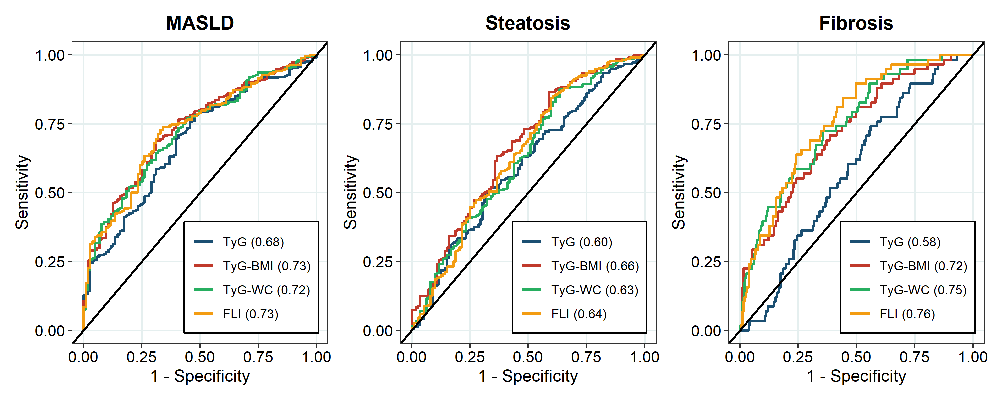 MASLD
Sensitivity
1.00
0.75
0.50
0.25
0.00
TyG (0.68)
TyG-BMI (0.73)
TyG-WC (0.72)
FLI (0.73)
0.00 0.25 0.50 0.75 1.00
1 - Specificity
Steatosis
Sensitivity
1.00
0.75
0.50
0.25
0.00
TyG (0.60)
TyG-BMI (0.66)
TyG-WC (0.63)
FLI (0.64)
0.00 0.25 0.50 0.75 1.00
1 - Specificity
Fibrosis
Sensitivity
1.00
0.75
0.50
0.25
0.00
TyG (0.58)
TyG-BMI (0.72)
TyG-WC (0.75)
FLI (0.76)
0.00 0.25 0.50 0.75 1.00
1 - Specificity